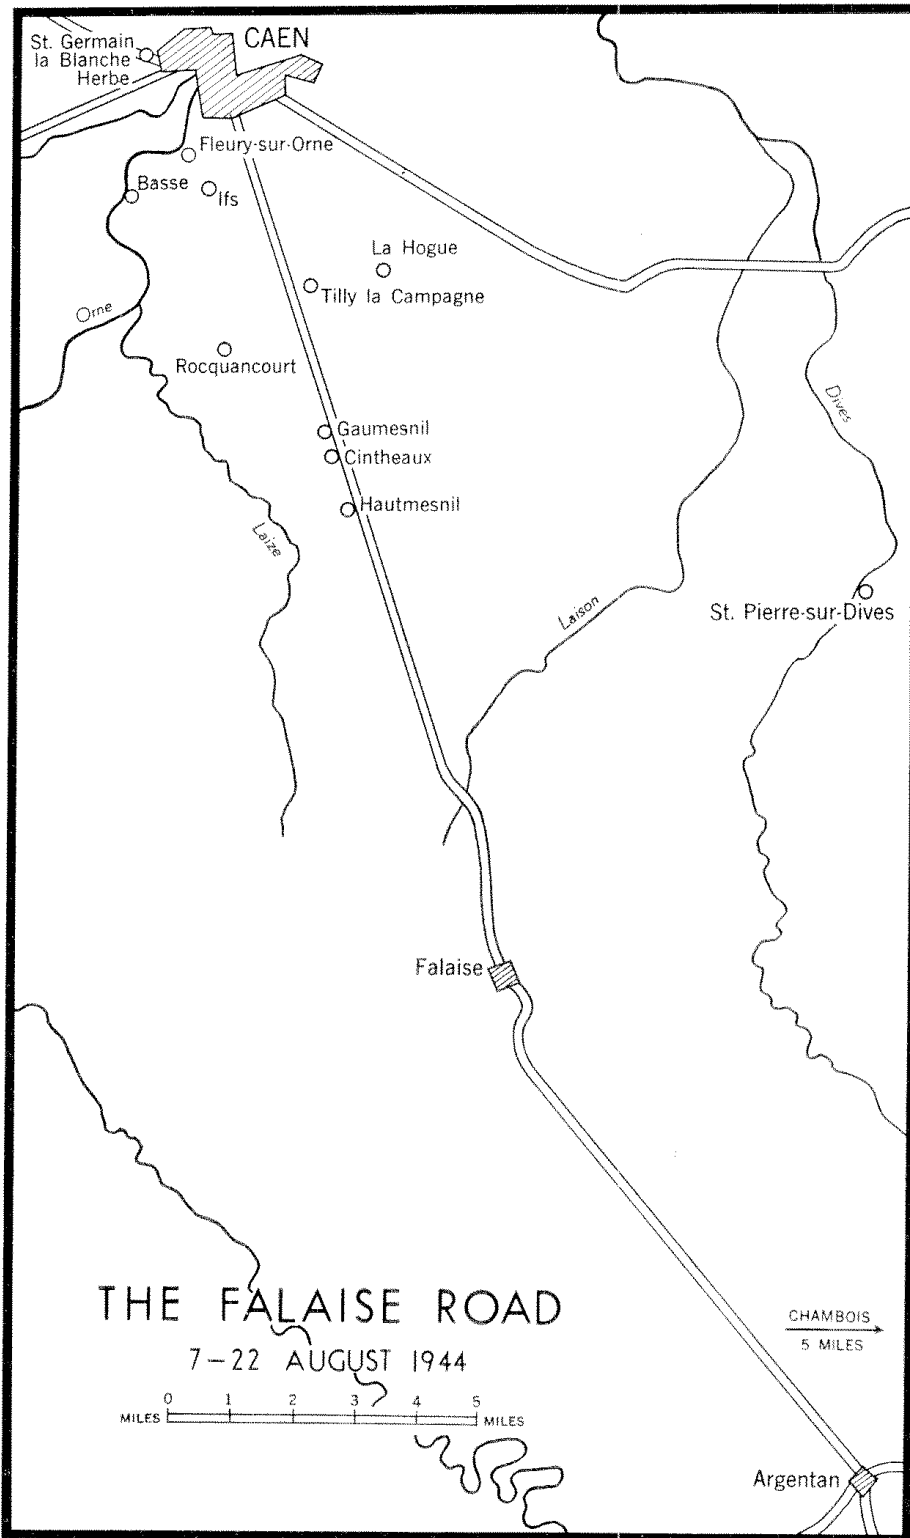 St. Germain
la Blanche
Herbe
CAEN
Fleury-sur-Orne
Basse
Ifs
La Hogue
Tilly la Campagne
Orne
Rocquancourt
Dives
Gaumesnil
Cintheaux
Hautmesnil
Laize
Laison
St. Pierre-sur-Dives
Falaise
THE FALAISE ROAD
7–22 AUGUST 1944
CHAMBOIS
5 MILES
0 1 2 3 4 5
MILES MILES
Argentan